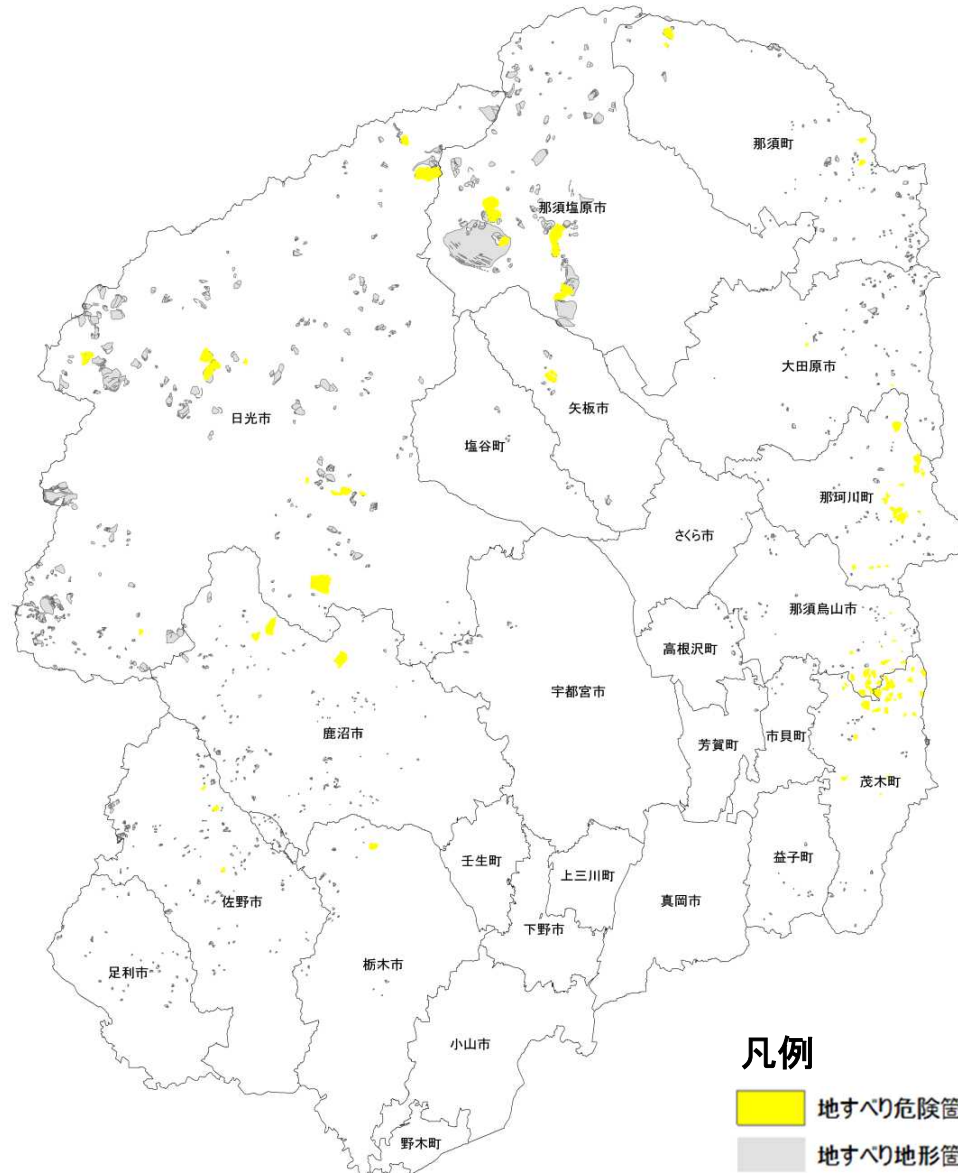 那須町
那須塩原市
大田原市
日光市
矢板市
塩谷町
那珂川町
さくら市
那須烏山市
高根沢町
宇都宮市
鹿沼市
芳賀町
市貝町
茂木町
壬生町
上三川町
益子町
真岡市
佐野市
下野市
栃木市
足利市
小山市
野木町
凡例
地すべり危険箇
地すべり地形箇